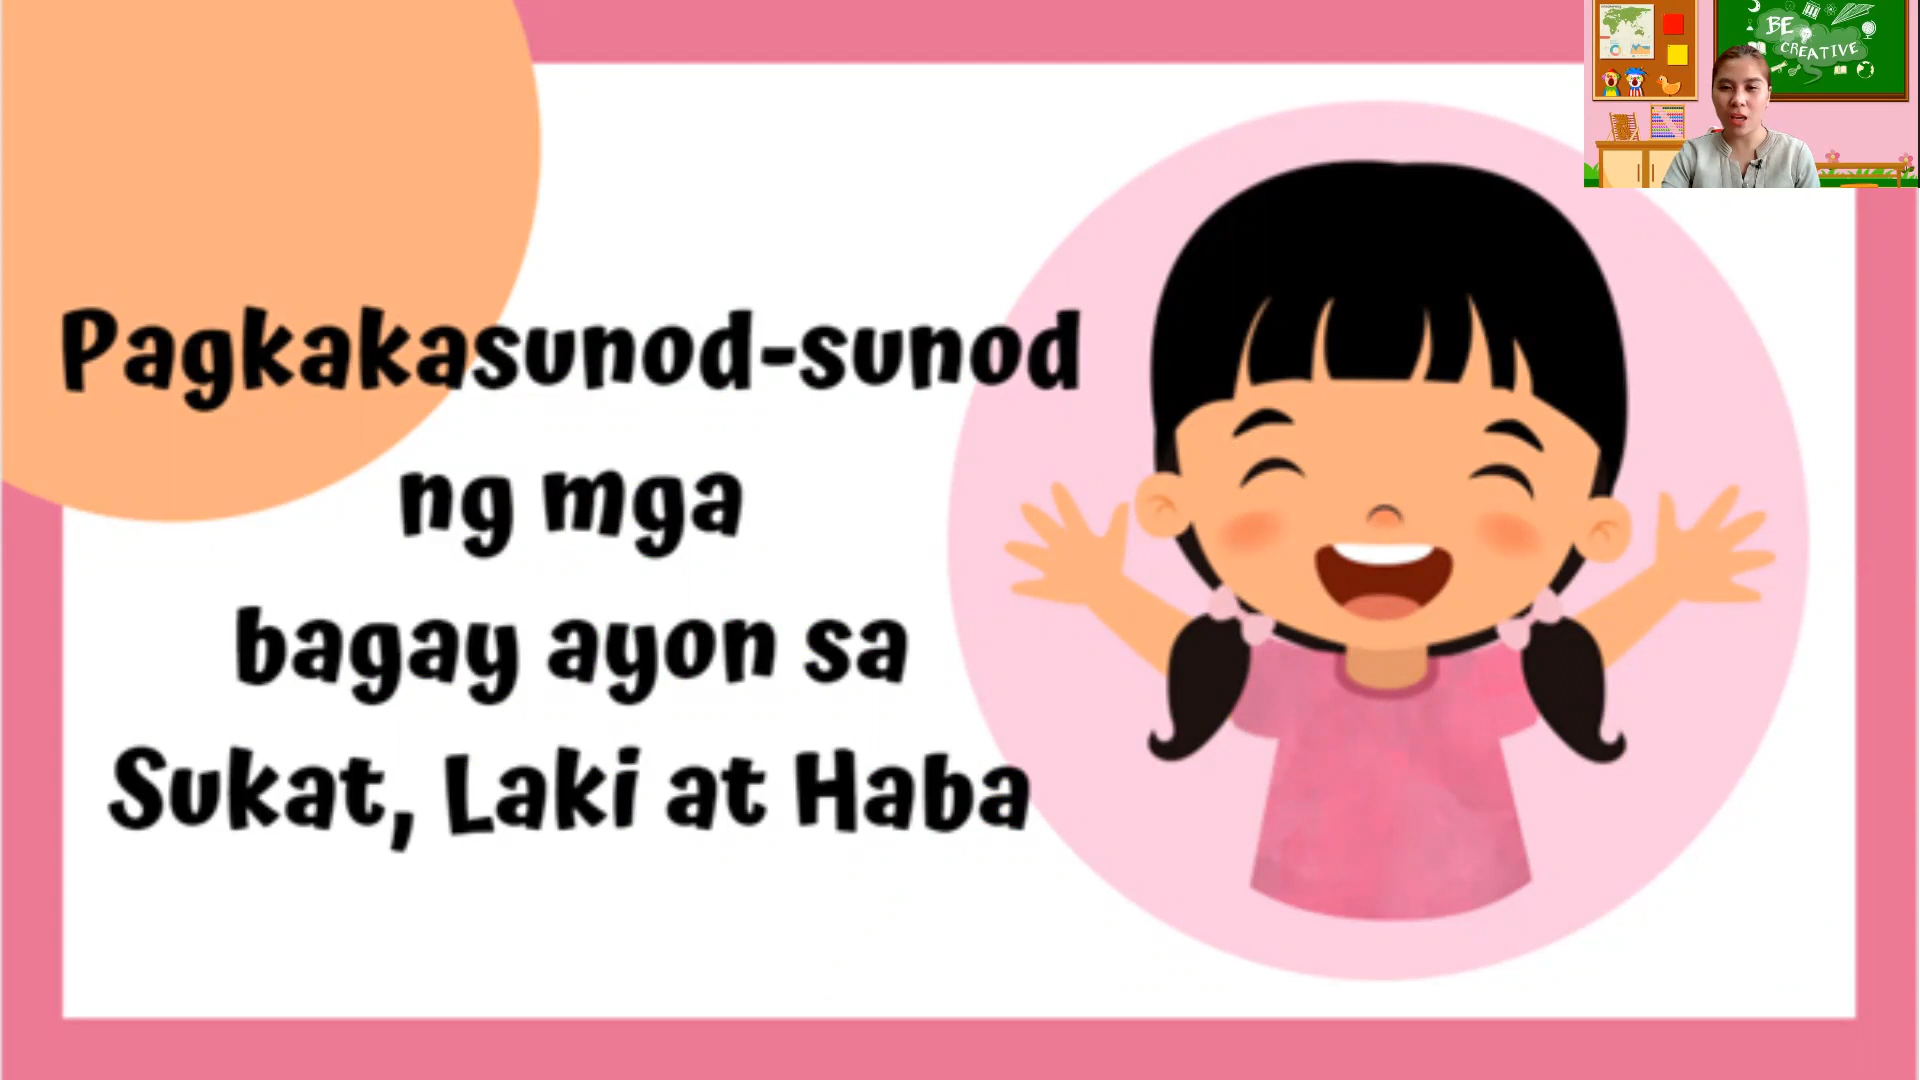 Pagkakasunod-sunod
ng mga
bagay ayon sa
Sukat, Laki at Haba
BE
CREATIVE